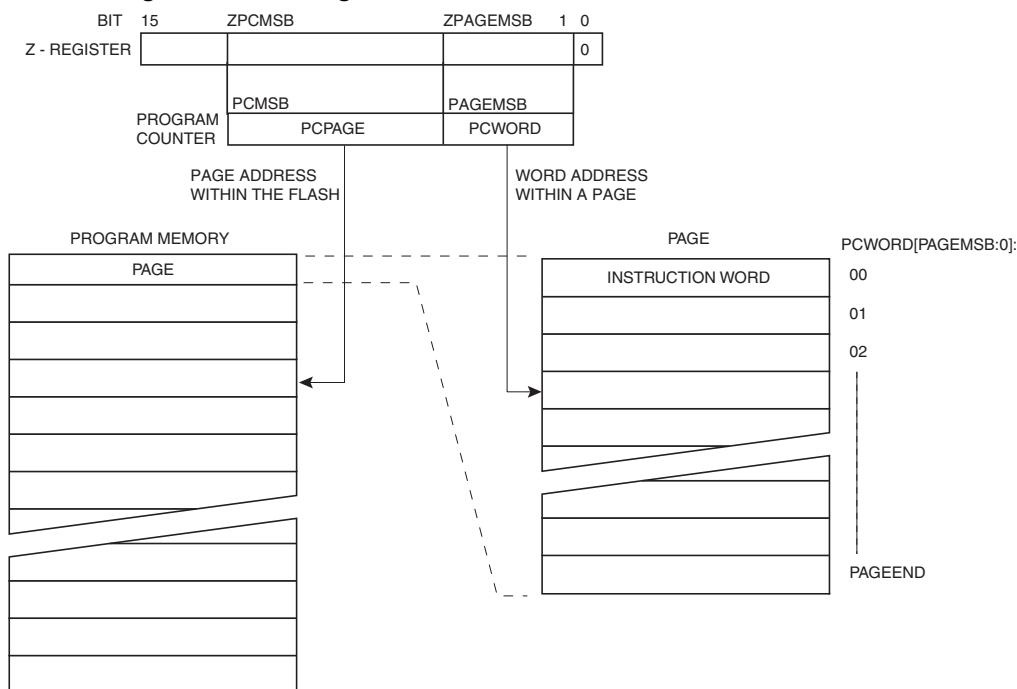 BIT 15 ZPCMSB ZPAGEMSB 1 0
Z - REGISTER 0
PCMSB PAGEMSB
PROGRAM
COUNTER
PCPAGE PCWORD
PAGE ADDRESS
WITHIN THE FLASH
WORD ADDRESS
WITHIN A PAGE
PROGRAM MEMORY
PAGE
PAGE
PCWORD[PAGEMSB:0]:
INSTRUCTION WORD 00
01
02
PAGEEND